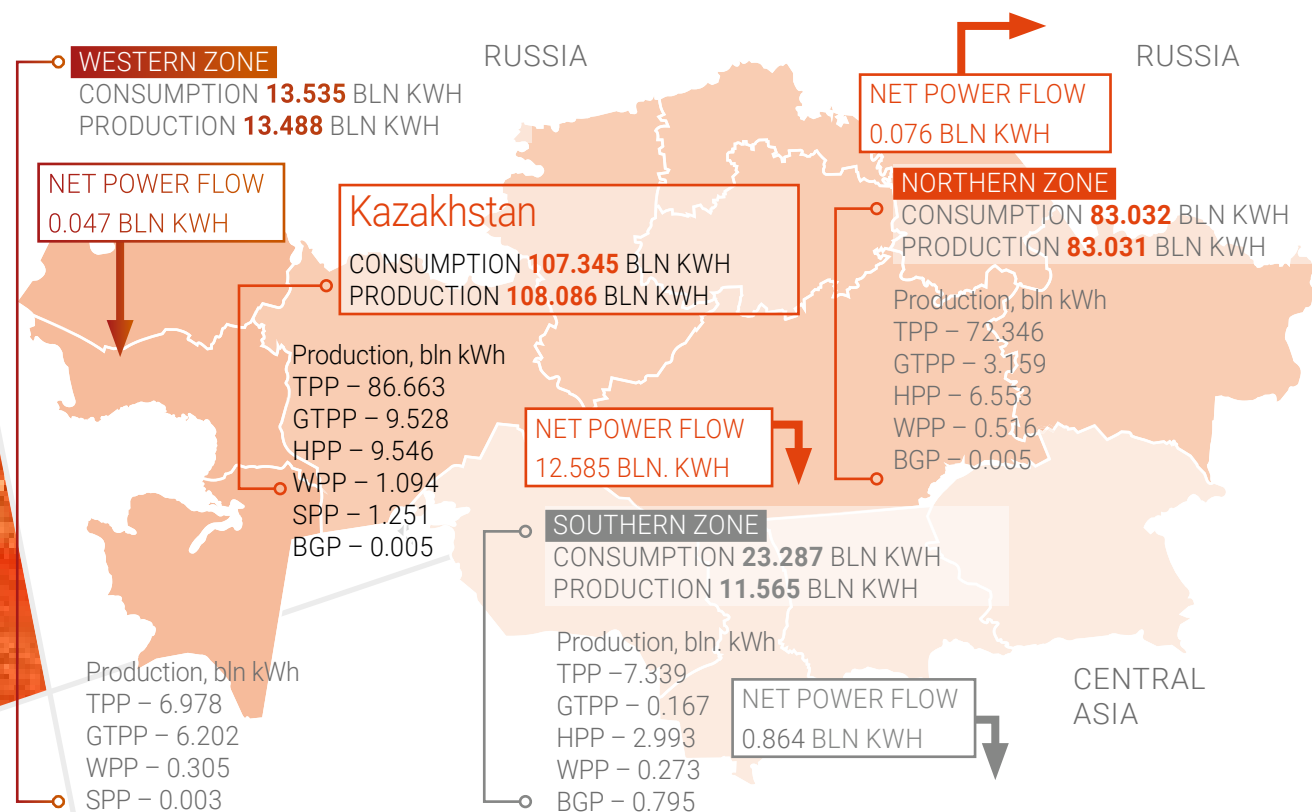 RUSSIA
RUSSIA
WESTERN ZONE
CONSUMPTION 13.535 BLN KWH
PRODUCTION 13.488 BLN KWH
NET POWER FLOW
0.076 BLN KWH
NET POWER FLOW
0.047 BLN KWH
Kazakhstan
CONSUMPTION 107.345 BLN KWH
PRODUCTION 108.086 BLN KWH
NORTHERN ZONE
CONSUMPTION 83.032 BLN KWH
PRODUCTION 83.031 BLN KWH
Production, bln kWh
TPP – 72.346
GTPP – 3.159
HPP – 6.553
WPP – 0.516
BGP – 0.005
Production, bln kWh
TPP – 86.663
GTPP – 9.528
HPP – 9.546
WPP – 1.094
SPP – 1.251
BGP – 0.005
NET POWER FLOW
12.585 BLN. KWH
SOUTHERN ZONE
CONSUMPTION 23.287 BLN KWH
PRODUCTION 11.565 BLN KWH
Production, bln. kWh
TPP –7.339
GTPP – 0.167
HPP – 2.993
WPP – 0.273
BGP – 0.795
NET POWER FLOW
0.864 BLN KWH
CENTRAL
ASIA
Production, bln kWh
TPP – 6.978
GTPP – 6.202
WPP – 0.305
SPP – 0.003